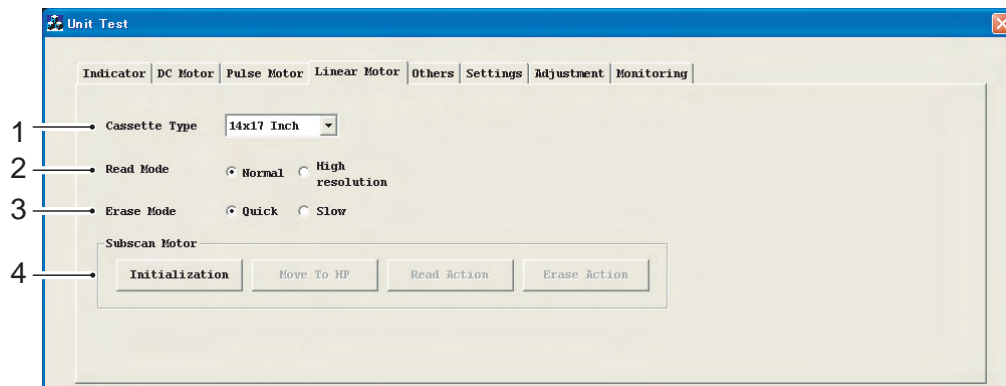 Unit Test
Indicator DC Motor Pulse Motor Linear Motor Others Settings Adjustment Monitoring
1 Cassette Type 14x17 Inch
2 Read Mode Normal High resolution
3 Erase Mode Quick Slow
Subscan Motor
4 Initialization Move To HP Read Action Erase Action